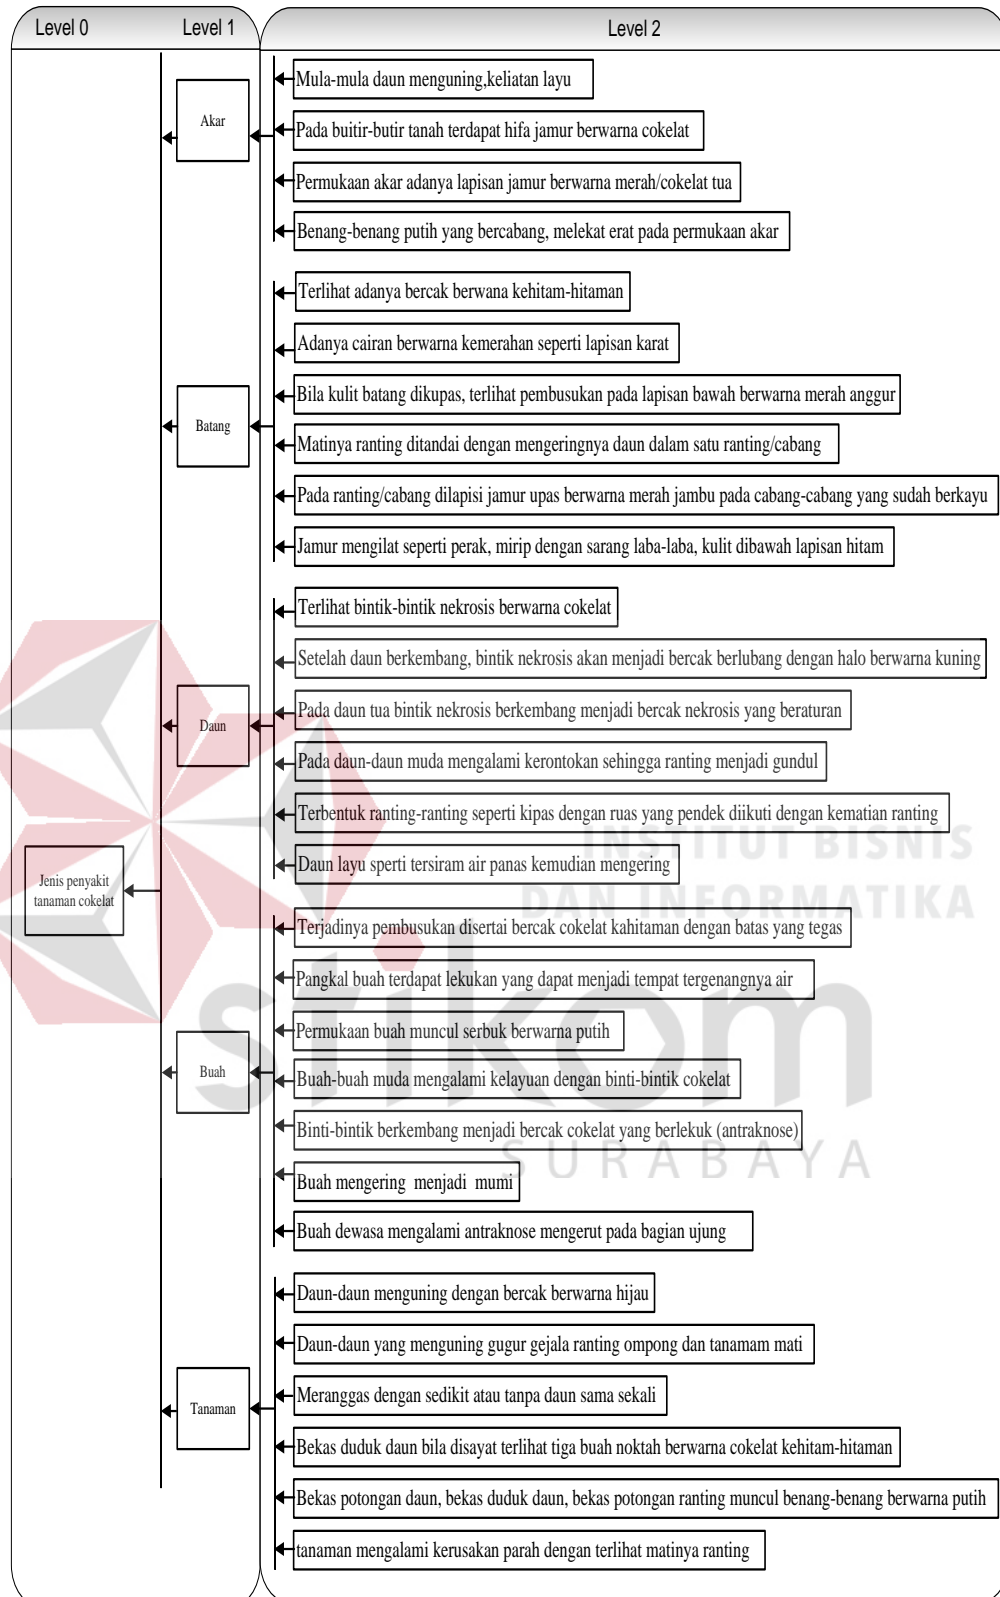 Level 0
Level 1
Level 2
Akar
Mula-mula daun menguning,keliatan layu
Pada buitir-butir tanah terdapat hifa jamur berwarna cokelat
Permukaan akar adanya lapisan jamur berwarna merah/cokelat tua
Benang-benang putih yang bercabang, melekat erat pada permukaan akar
Batang
Terlihat adanya bercak berwana kehitam-hitaman
Adanya cairan berwarna kemerahan seperti lapisan karat
Bila kulit batang dikupas, terlihat pembusukan pada lapisan bawah berwarna merah anggur
Matinya ranting ditandai dengan mengeringnya daun dalam satu ranting/cabang
Pada ranting/cabang dilapisi jamur upas berwarna merah jambu pada cabang-cabang yang sudah berkayu
Jamur mengilat seperti perak, mirip dengan sarang laba-laba, kulit dibawah lapisan hitam
Daun
Terlihat bintik-bintik nekrosis berwarna cokelat
Setelah daun berkembang, bintik nekrosis akan menjadi bercak berlubang dengan halo berwarna kuning
Pada daun tua bintik nekrosis berkembang menjadi bercak nekrosis yang beraturan
Pada daun-daun muda mengalami kerontokan sehingga ranting menjadi gundul
Terbentuk ranting-ranting seperti kipas dengan ruas yang pendek diikuti dengan kematian ranting
Daun layu sperti tersiram air panas kemudian mengering
Jenis penyakit
tanaman cokelat
Buah
Terjadinya pembusukan disertai bercak cokelat kahitaman dengan batas yang tegas
Pangkal buah terdapat lekukan yang dapat menjadi tempat tergenangnya air
Permukaan buah muncul serbuk berwarna putih
Buah-buah muda mengalami kelayuan dengan binti-bintik cokelat
Binti-bintik berkembang menjadi bercak cokelat yang berlekuk (antraknose)
Buah mengering menjadi mumi
Buah dewasa mengalami antraknose mengerut pada bagian ujung
Tanaman
Daun-daun menguning dengan bercak berwarna hijau
Daun-daun yang menguning gugur gejala ranting ompong dan tanamam mati
Meranggas dengan sedikit atau tanpa daun sama sekali
Bekas duduk daun bila disayat terlihat tiga buah noktah berwarna cokelat kehitam-hitaman
Bekas potongan daun, bekas duduk daun, bekas potongan ranting muncul benang-benang berwarna putih
tanaman mengalami kerusakan parah dengan terlihat matinya ranting
INSTITUT BISNIS
DAN INFORMATIKA
stikom
SURABAYA